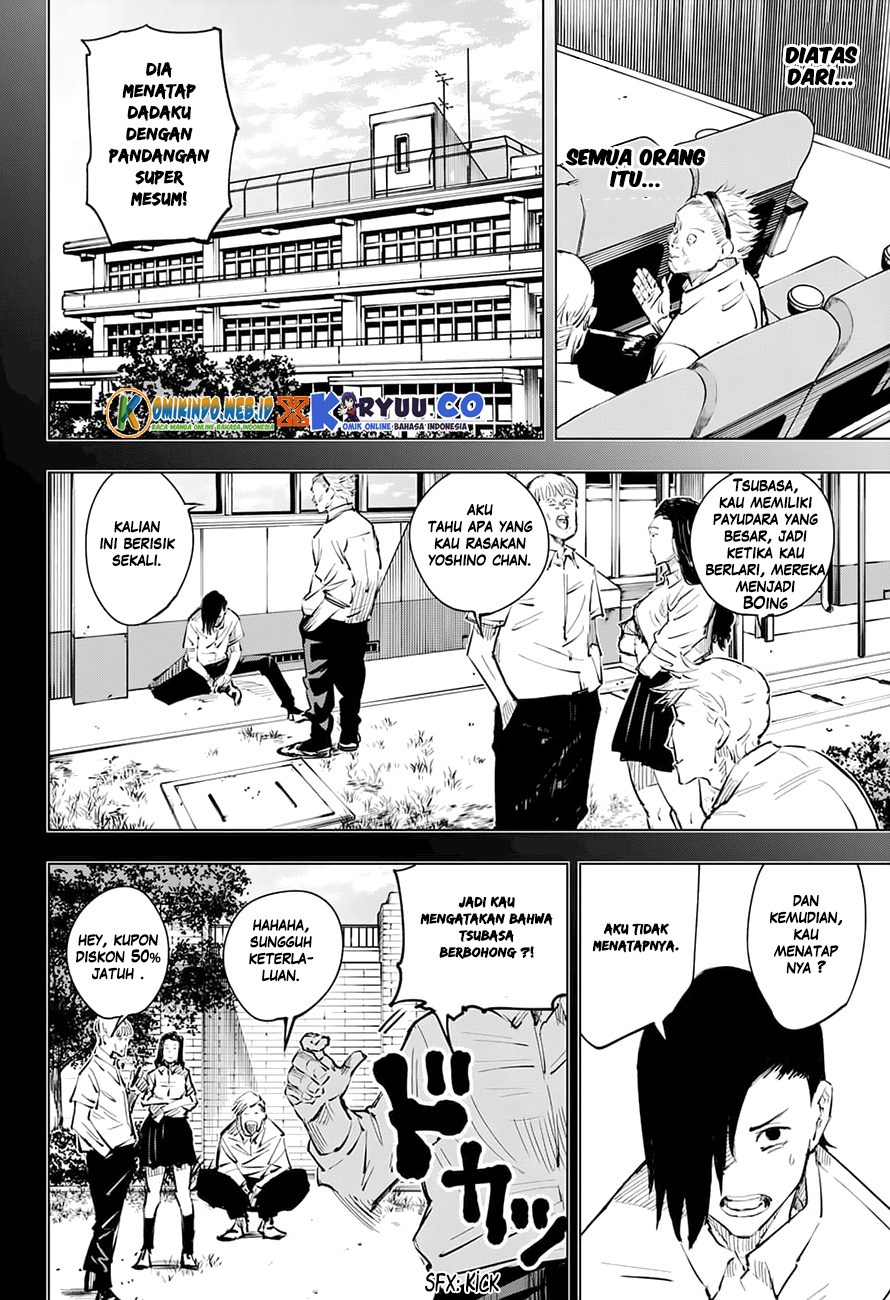 DIATAS
DARI...
SEMUA ORANG
ITU...
DIA
MENATAP
DADAKU
DENGAN
PANDANGAN
SUPER
MESUM!
KOMIKINDO.WEB.ID
BACA MANGA ONLINE BAHASA INDONESIA
X
KIRYUU.CO
OMIK ONLINE BAHASA INDONESIA
TSUBASA,
KAU MEMILIKI
PAYUDARA YANG
BESAR, JADI
KETIKA KAU
BERLARI, MEREKA
MENJADI
BOING
AKU
TAHU APA YANG
KAU RASAKAN
YOSHINO CHAN.
KALIAN
INI BERISIK
SEKALI.
DAN
KEMUDIAN,
KAU
MENATAP
NYA ?
AKU TIDAK
MENATAPNYA.
JADI KAU
MENGATAKAN BAHWA
TSUBASA
BERBOHONG ?!
ドカッ
SFX: KICK
HAHAHA,
SUNGGUH
KETERLA-
LUAN.
HEY, KUPON
DISKON 50%
JATUH .